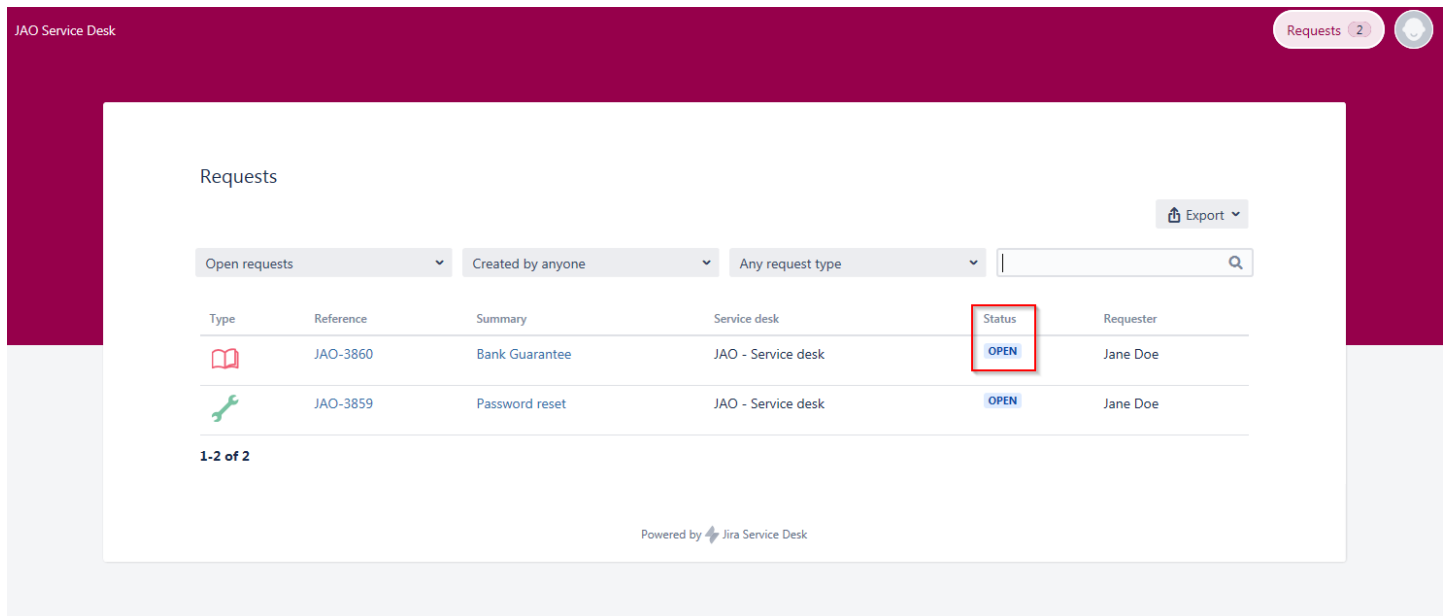 JAO Service Desk
Requests 2
Requests
Export
Open requests Created by anyone Any request type
Type Reference Summary Service desk Status Requester
JAO-3860 Bank Guarantee JAO - Service desk OPEN Jane Doe
JAO-3859 Password reset JAO - Service desk OPEN Jane Doe
1-2 of 2
Powered by Jira Service Desk